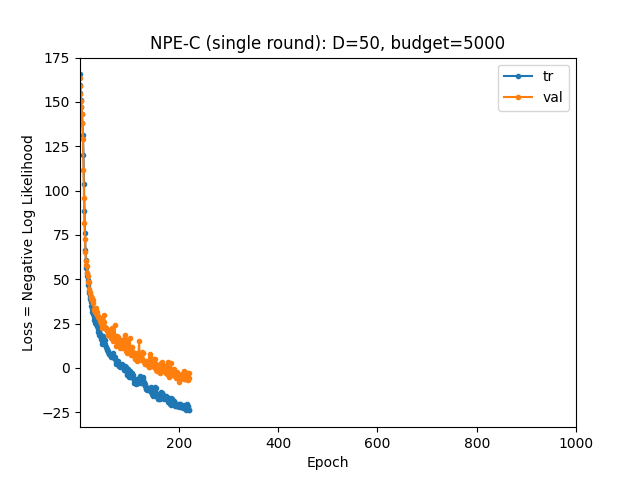 NPE-C (single round): D=50, budget=5000
175
150
125
100
75
50
25
0
−25
Loss = Negative Log Likelihood
tr
val
200
400
600
800
1000
Epoch